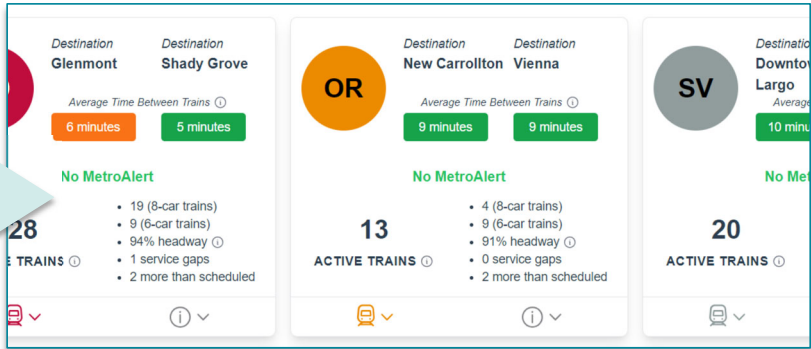 Destination Destination
Glenmont Shady Grove
Average Time Between Trains
6 minutes 5 minutes
No MetroAlert
28
TRAINS
• 19 (8-car trains)
• 9 (6-car trains)
• 94% headway
• 1 service gaps
• 2 more than scheduled
OR
Destination Destination
New Carrollton Vienna
Average Time Between Trains
9 minutes 9 minutes
No MetroAlert
13
ACTIVE TRAINS
• 4 (8-car trains)
• 9 (6-car trains)
• 91% headway
• 0 service gaps
• 2 more than scheduled
SV
Largo
Average
10
No
20
ACTIVE TRAINS